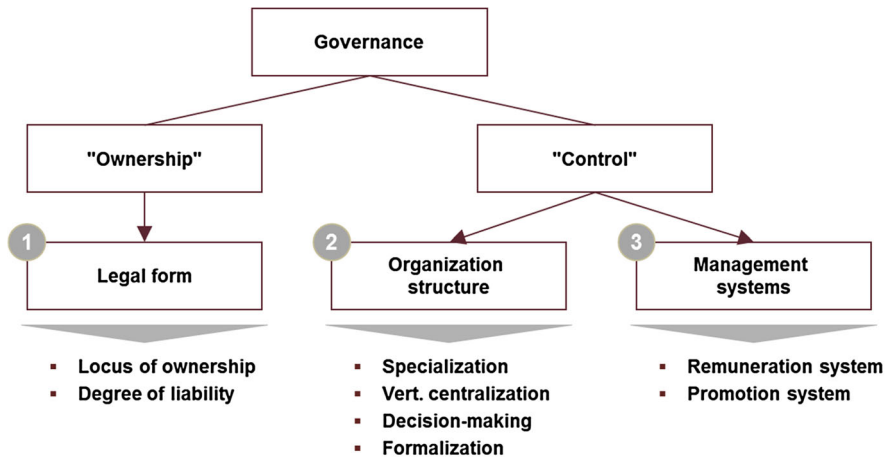 Governance
"Ownership"
"Control"
1
Legal form
2
Organization
structure
3
Management
systems
▪ Locus of ownership
▪ Degree of liability
▪ Specialization
▪ Vert. centralization
▪ Decision-making
▪ Formalization
▪ Remuneration system
▪ Promotion system